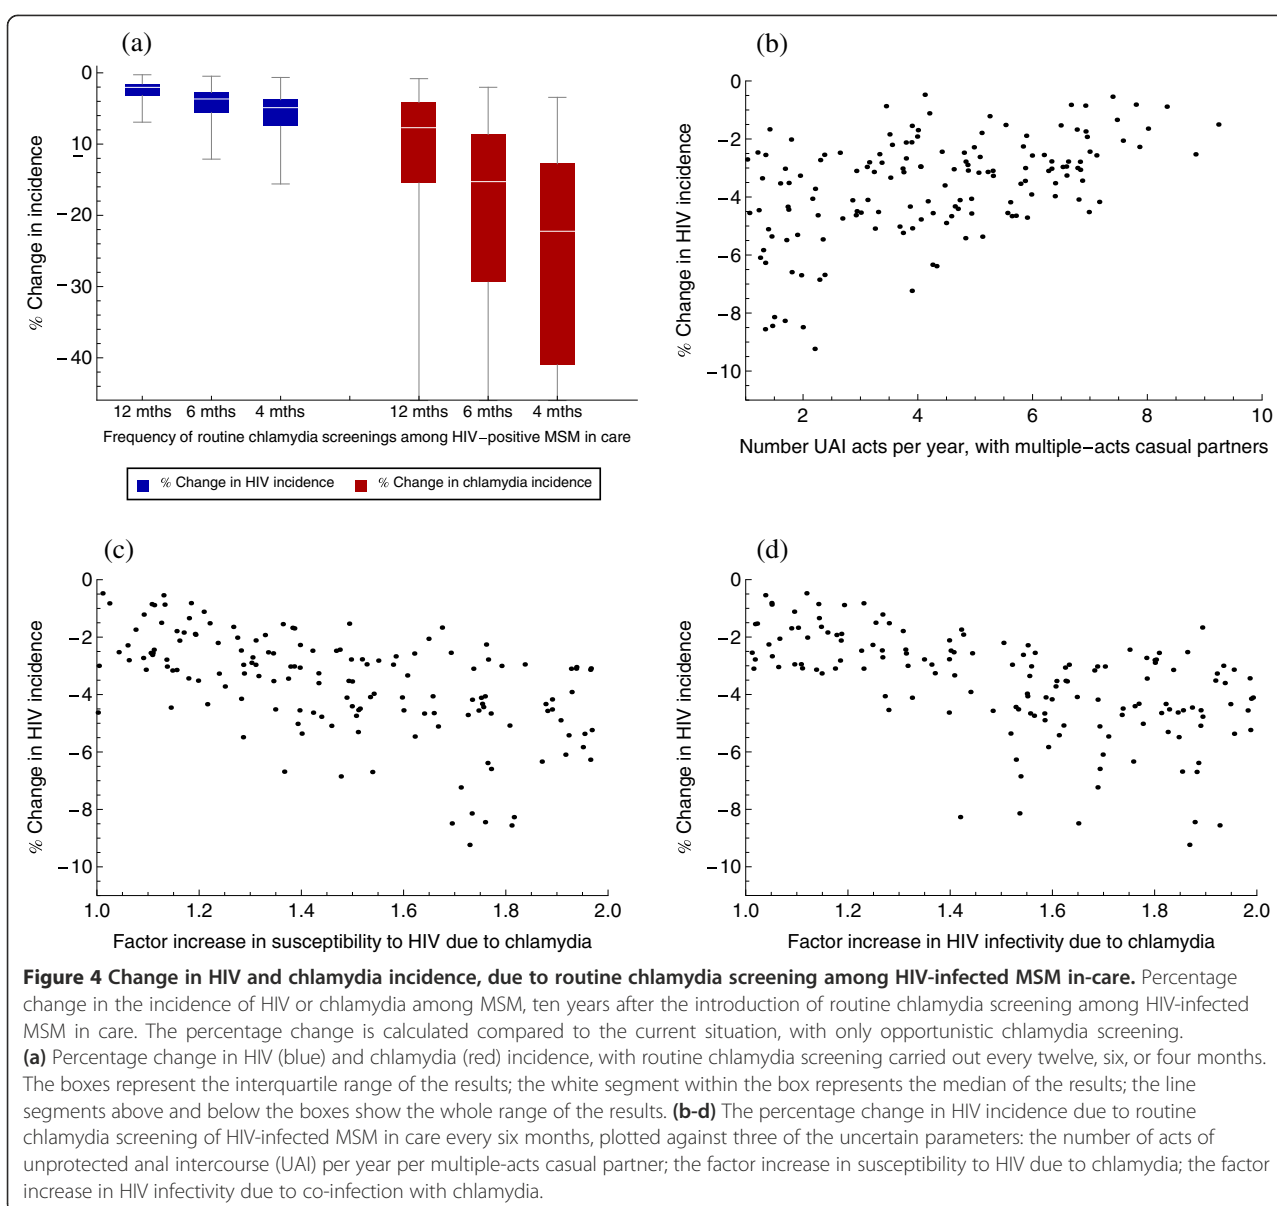 (a)
0
10
−
−20
−30
−40
% Change in incidence
12 mths 6 mths 4 mths 12 mths 6 mths 4 mths
Frequency of routine chlamydia screenings among HIV−positive MSM in care
% Change in HIV incidence % Change in chlamydia incidence
(b)
0
−2
−4
−6
−8
−10
% Change in HIV incidence
2 4 6 8 10
Number UAI acts per year, with multiple−acts casual partners
(c)
0
−2
−4
−6
−8
−10
% Change in HIV incidence
1.0 1.2 1.4 1.6 1.8 2.0
Factor increase in susceptibility to HIV due to chlamydia
(d)
0
−2
−4
−6
−8
−10
% Change in HIV incidence
1.0 1.2 1.4 1.6 1.8 2.0
Factor increase in HIV infectivity due to chlamydia
Figure 4 Change in HIV and chlamydia incidence, due to routine chlamydia screening among HIV-infected MSM in-care. Percentage
change in the incidence of HIV or chlamydia among MSM, ten years after the introduction of routine chlamydia screening among HIV-infected
MSM in care. The percentage change is calculated compared to the current situation, with only opportunistic chlamydia screening.
(a) Percentage change in HIV (blue) and chlamydia (red) incidence, with routine chlamydia screening carried out every twelve, six, or four months.
The boxes represent the interquartile range of the results; the white segment within the box represents the median of the results; the line
segments above and below the boxes show the whole range of the results. (b-d) The percentage change in HIV incidence due to routine
chlamydia screening of HIV-infected MSM in care every six months, plotted against three of the uncertain parameters: the number of acts of
unprotected anal intercourse (UAI) per year per multiple-acts casual partner; the factor increase in susceptibility to HIV due to chlamydia; the factor
increase in HIV infectivity due to co-infection with chlamydia.